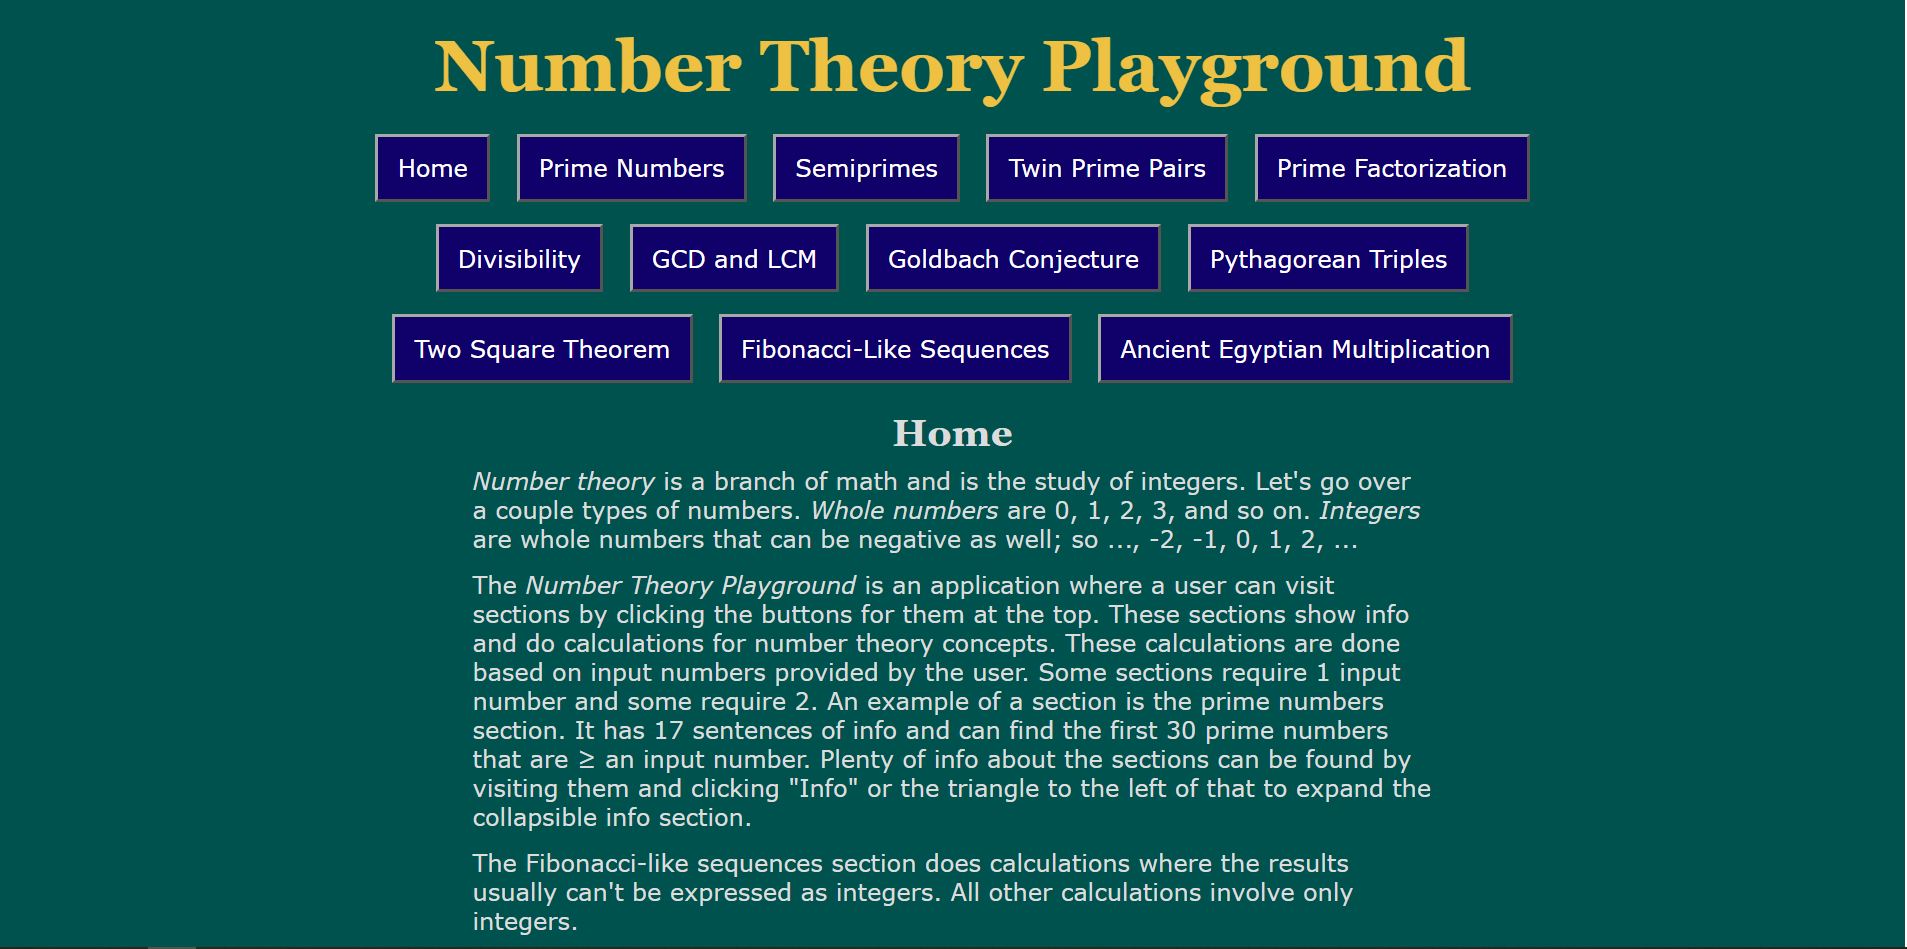 Number Theory Playground
Home Prime Numbers Semiprimes Twin Prime Pairs Prime Factorization
Divisibility GCD and LCM Goldbach Conjecture Pythagorean Triples
Two Square Theorem Fibonacci-Like Sequences Ancient Egyptian Multiplication
Home
Number theory is a branch of math and is the study of integers. Let's go over
a couple types of numbers. Whole numbers are 0, 1, 2, 3, and so on. Integers
are whole numbers that can be negative as well; so ..., -2, -1, 0, 1, 2, ...
The Number Theory Playground is an application where a user can visit
sections by clicking the buttons for them at the top. These sections show info
and do calculations for number theory concepts. These calculations are done
based on input numbers provided by the user. Some sections require 1 input
number and some require 2. An example of a section is the prime numbers
section. It has 17 sentences of info and can find the first 30 prime numbers
that are ≥ an input number. Plenty of info about the sections can be found by
visiting them and clicking "Info" or the triangle to the left of that to expand the
collapsible info section.
The Fibonacci-like sequences section does calculations where the results
usually can't be expressed as integers. All other calculations involve only
integers.